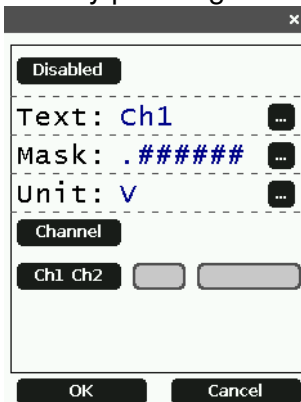 ×
Disabled
Text: Ch1 ...
Mask: .###### ...
Unit: V ...
Channel
Ch1 Ch2
OK Cancel